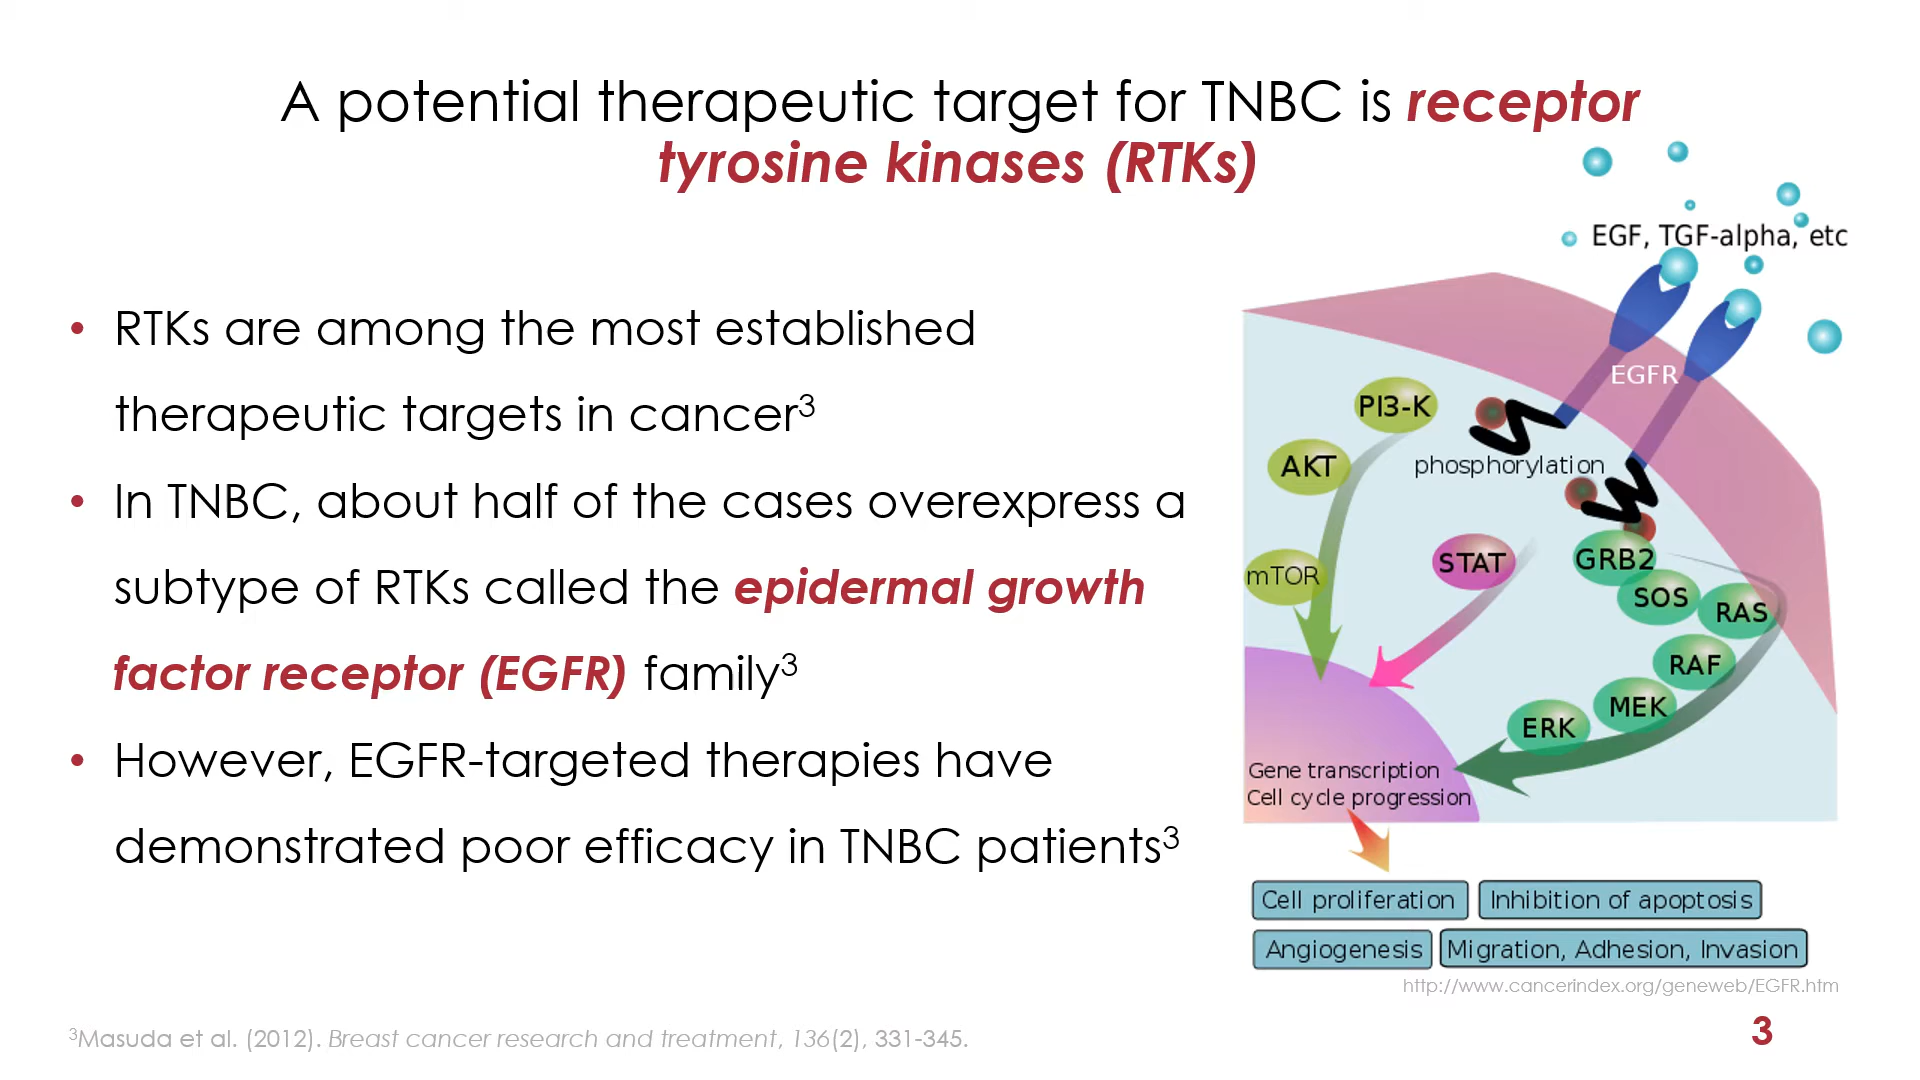 A potential therapeutic target for TNBC is receptor
tyrosine kinases (RTKs)
• RTKs are among the most established
therapeutic targets in cancer³
• In TNBC, about half of the cases overexpress a
subtype of RTKs called the epidermal growth
factor receptor (EGFR) family³
• However, EGFR-targeted therapies have
demonstrated poor efficacy in TNBC patients³
EGF, TGF-alpha, etc
EGFR
PI3-K
AKT
phosphorylation
mTOR
STAT
GRB2
SOS
RAS
RAF
MEK
ERK
Gene transcription
Cell cycle progression
Cell proliferation
Inhibition of apoptosis
Angiogenesis
Migration, Adhesion, Invasion
http://www.cancerindex.org/geneweb/EGFR.htm
³Masuda et al. (2012). Breast cancer research and treatment, 136(2), 331-345.
3